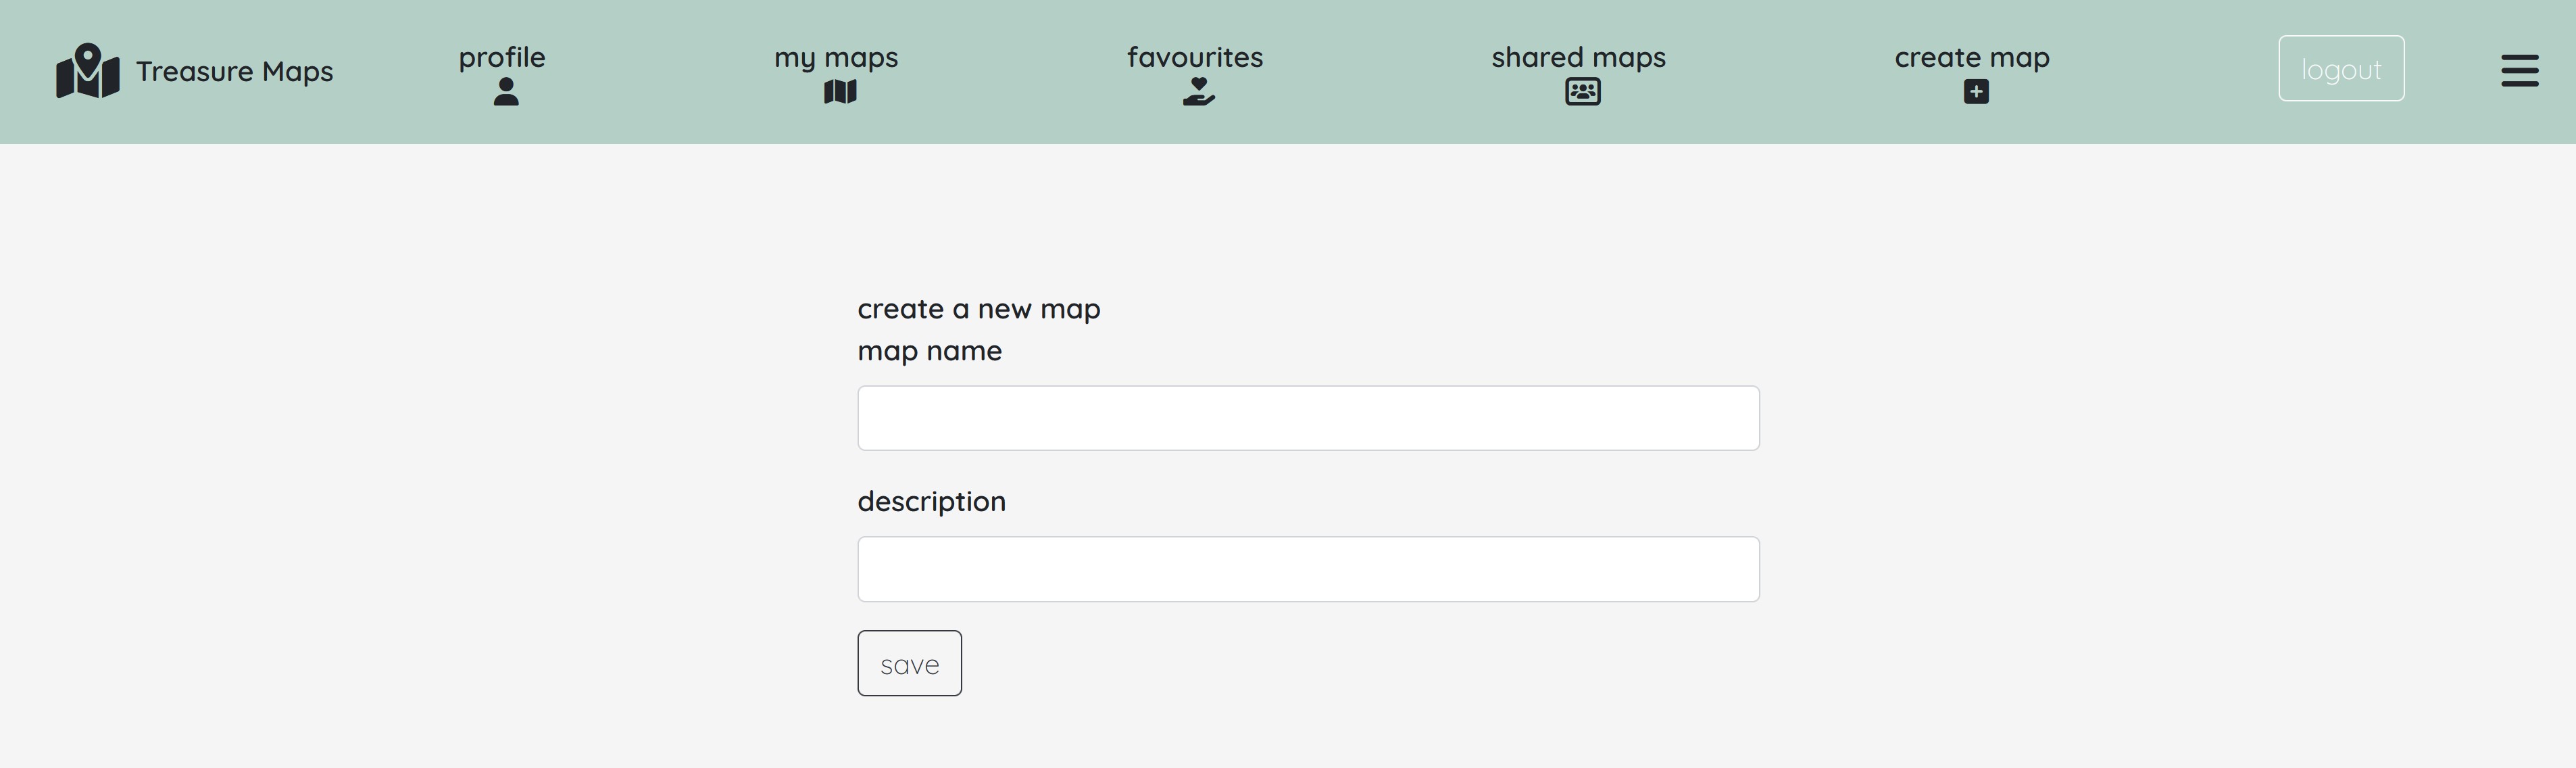 Treasure Maps
profile
my maps
favourites
shared maps
create map
logout
create a new map
map name
description
save